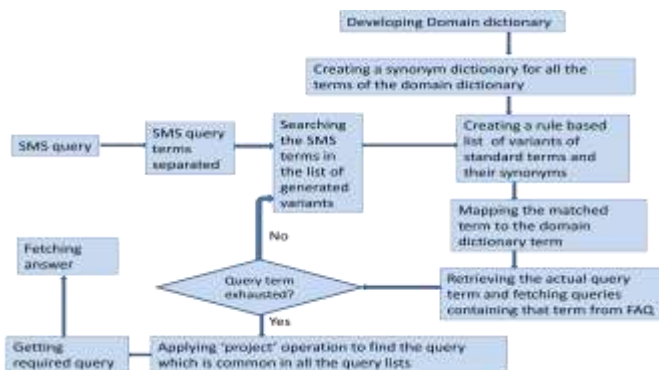 Developing Domain dictionary
Creating a synonym dictionary for all the
terms of the domain dictionary
SMS query
SMS query
terms
separated
Searching
the SMS
terms in
the list of
generated
variants
Creating a rule based
list of variants of
standard terms and
their synonyms
Mapping the matched
term to the domain
dictionary term
No
Fetching
answer
Query term
exhausted?
Retrieving the actual query
term and fetching queries
containing that term from FAQ
Yes
Getting
required query
Applying 'project' operation to find the query
which is common in all the query lists